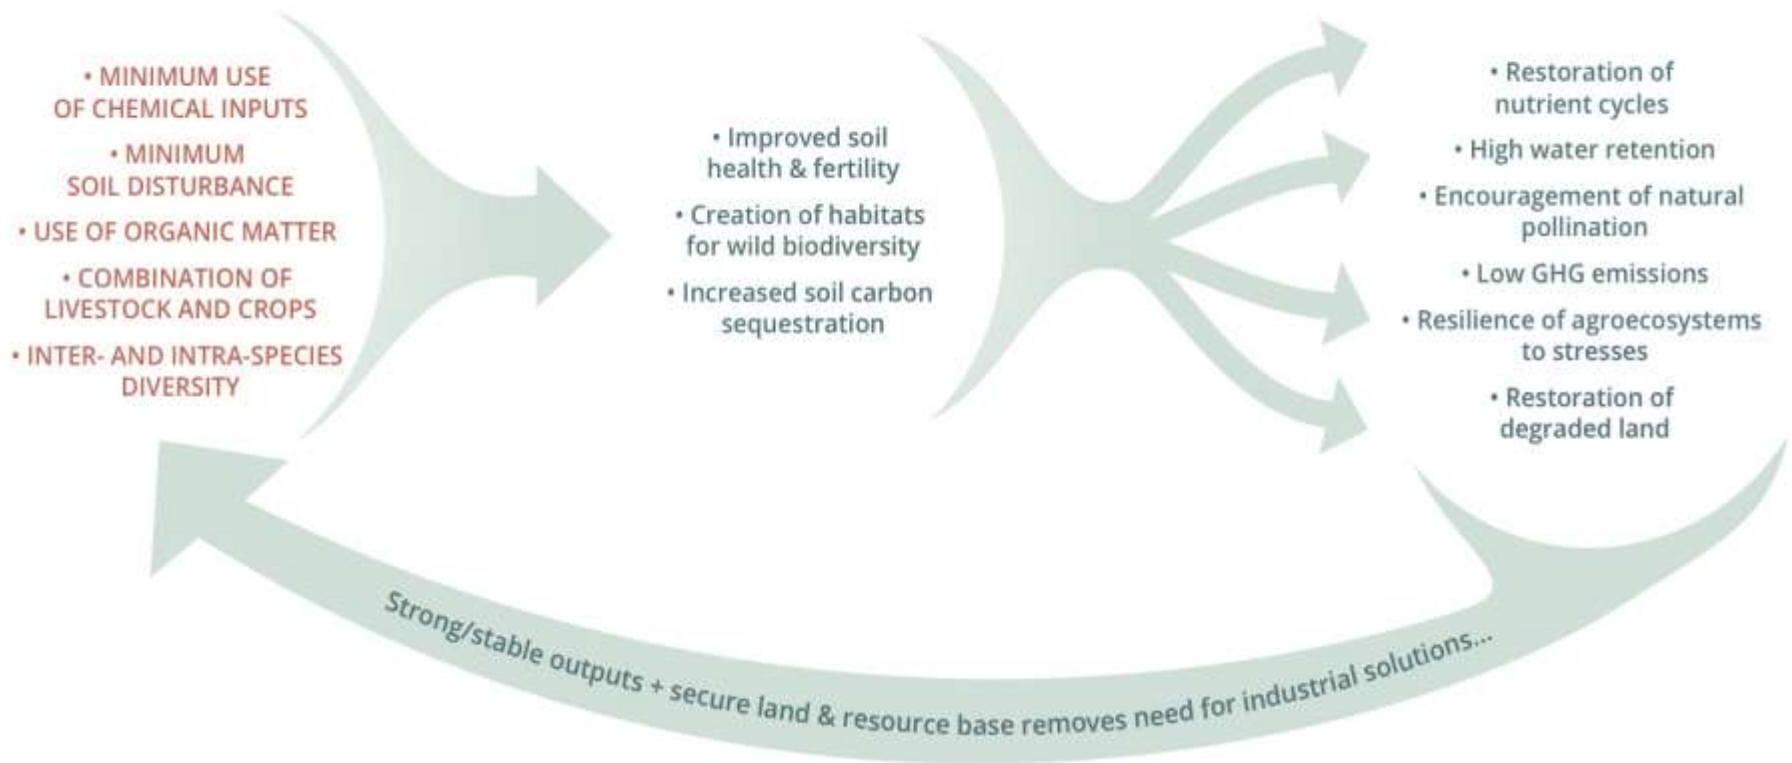 • MINIMUM USE
OF CHEMICAL INPUTS
• MINIMUM
SOIL DISTURBANCE
• USE OF ORGANIC MATTER
• COMBINATION OF
LIVESTOCK AND CROPS
• INTER- AND INTRA-SPECIES
DIVERSITY
• Improved soil
health & fertility
• Creation of habitats
for wild biodiversity
• Increased soil carbon
sequestration
• Restoration of
nutrient cycles
• High water retention
• Encouragement of natural
pollination
• Low GHG emissions
• Resilience of agroecosystems
to stresses
• Restoration of
degraded land
Strong/stable outputs + secure land & resource base removes need for industrial solutions...